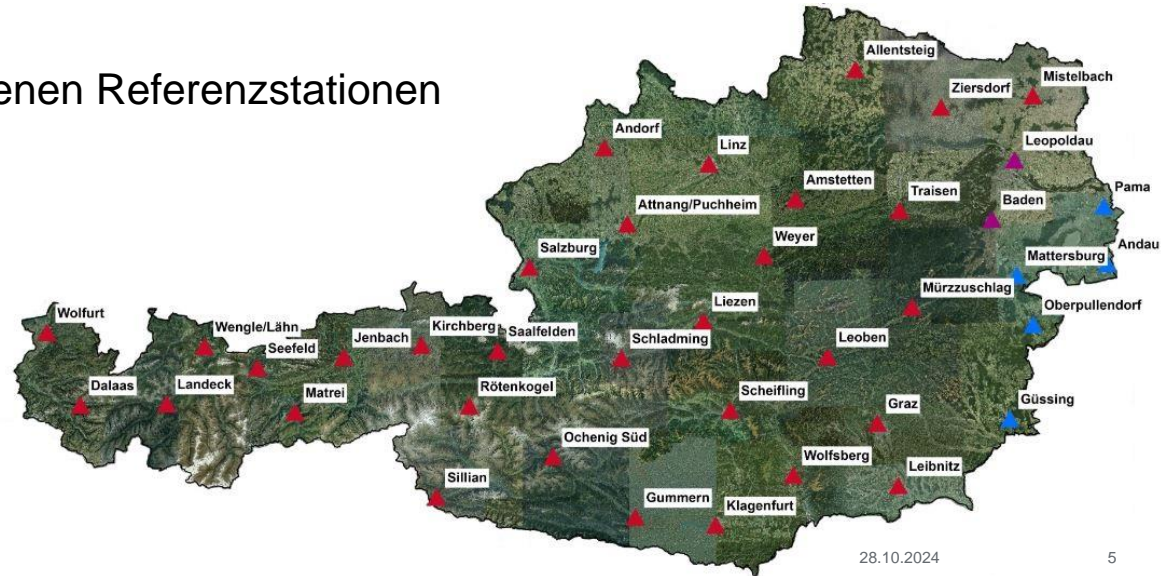 enen Referenzstationen
Allentsteig
Ziersdorf
Mistelbach
Andorf
Linz
Leopoldau
Amstetten
Traisen
Baden
Pama
Attnang/Puchheim
Weyer
Salzburg
Mattersburg
Andau
Mürzzuschlag
Liezen
Oberpullendorf
Wolfurt
Wengle/Lähn
Seefeld
Jenbach
Kirchberg
Saalfelden
Schladming
Leoben
Dalaas
Landeck
Matrei
Rötenkogel
Scheifling
Graz
Güssing
Ochenig Süd
Wolfsberg
Leibnitz
Sillian
Gummern
Klagenfurt
28.10.2024
5